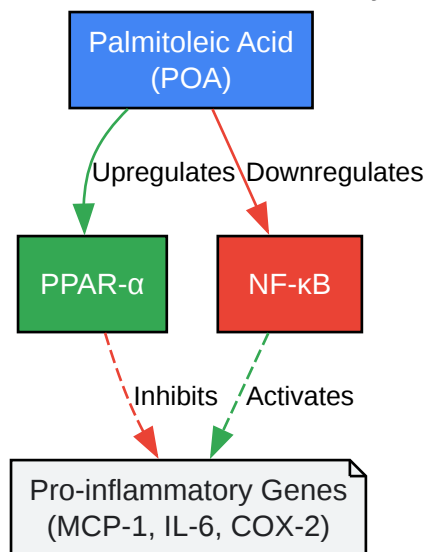 Palmitoleic Acid
(POA)
Upregulates
Downregulates
PPAR-α
NF-κB
Inhibits
Activates
Pro-inflammatory Genes
(MCP-1, IL-6, COX-2)